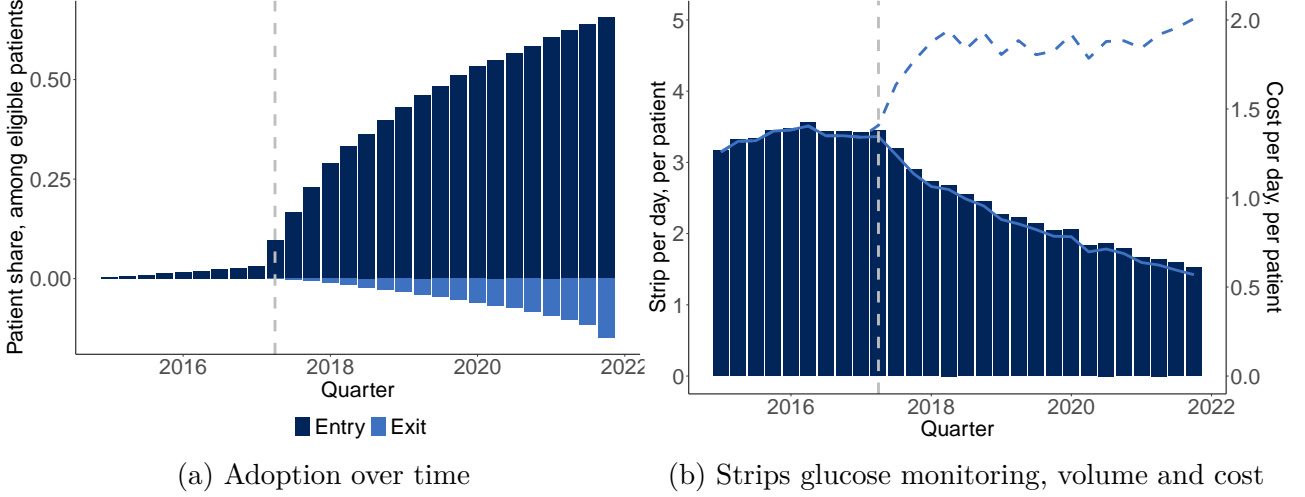 Patient share, among eligible patients
0.50
0.25
0.00
2016
2018
2020
2022
Quarter
Entry
Exit
(a) Adoption over time
Strip per day, per patient
5
4
3
2
1
0
Cost per day, per patient
2.0
1.5
1.0
0.5
0.0
2016
2018
2020
2022
Quarter
(b) Strips glucose monitoring, volume and cost